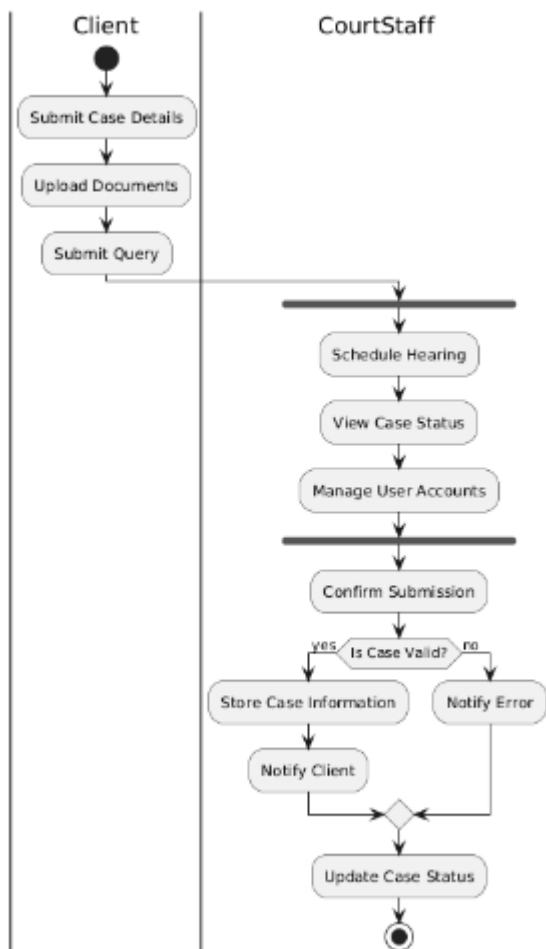 Client
CourtStaff
Submit Case Details
Upload Documents
Submit Query
Schedule Hearing
View Case Status
Manage User Accounts
Confirm Submission
yes
Is Case Valid?
no
Store Case Information
Notify Error
Notify Client
Update Case Status